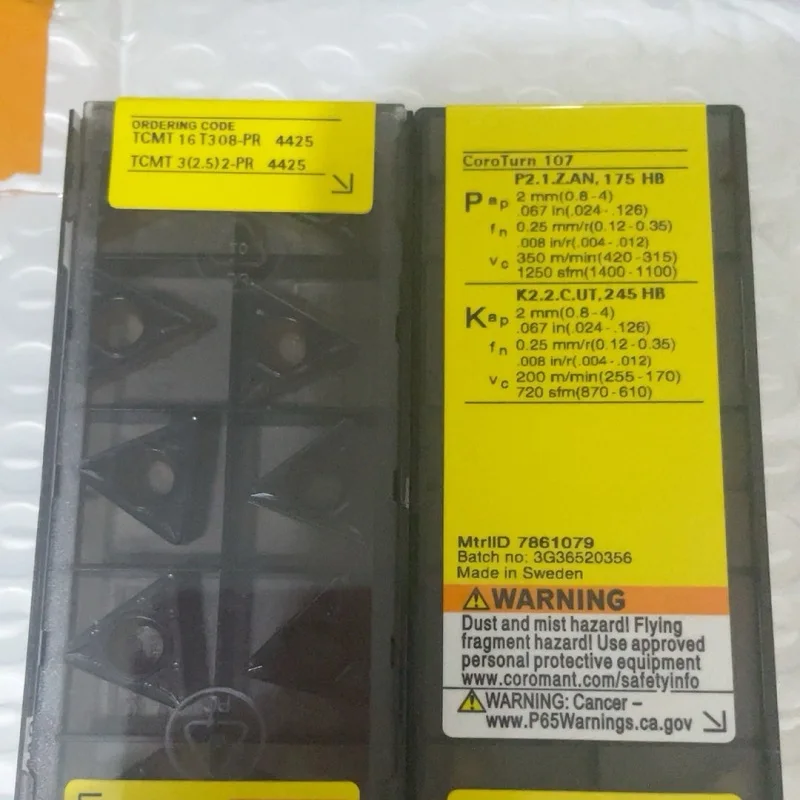 ORDERING CODE
TCMT 16 T308-PR 4425
TCMT 3(2.5)2-PR 4425
CoroTurn 107
P2.1.Z.AN, 175 HB
P ap 2 mm(0.8-4)
.067 in(.024-.126)
fn 0.25 mm/r(0.12-0.35)
.008 in/r(.004-.012)
vc 350 m/min(420-315)
1250 sfm(1400-1100)
K2.2.C.UT, 245 HB
K ap 2 mm(0.8-4)
.067 in(.024-.126)
fn 0.25 mm/r(0.12-0.35)
.008 in/r(.004-.012)
vc 200 m/min(255-170)
720 sfm(870-610)
MtrlID 7861079
Batch no: 3G36520356
Made in Sweden
WARNING
Dust and mist hazard! Flying
fragment hazard! Use approved
personal protective equipment
www.coromant.com/safetyinfo
WARNING: Cancer –
www.P65Warnings.ca.gov